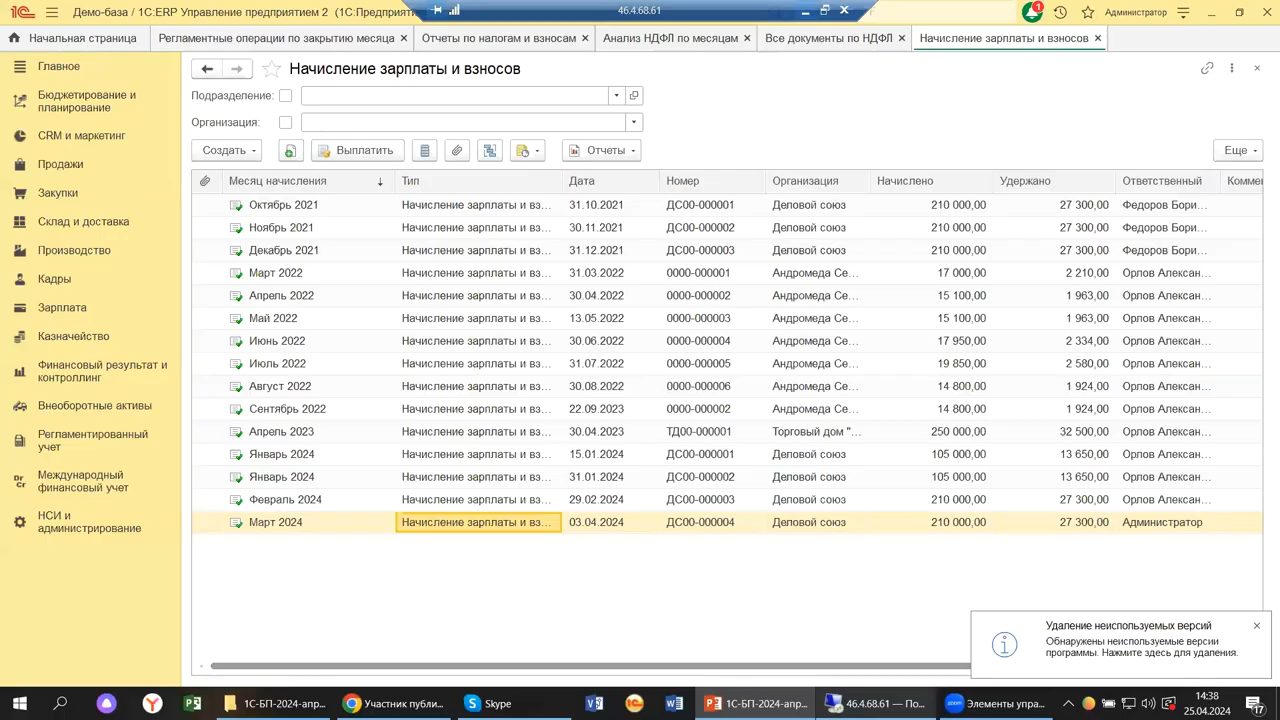 Демо-база / 1С:ERP Управление предприятием 2 (1С:Предприят
46.4.68.61
1
Администратор
Начальная страница
Регламентные операции по закрытию месяца
Отчеты по налогам и взносам
Анализ НДФЛ по месяцам
Все документы по НДФЛ
Начисление зарплаты и взносов
Главное
Бюджетирование и
планирование
CRM и маркетинг
Продажи
Закупки
Склад и доставка
Производство
Кадры
Зарплата
Казначейство
Финансовый результат и
контроллинг
Внеоборотные активы
Регламентированный
учет
Dr
Cr
Международный
финансовый учет
НСИ и
администрирование
Начисление зарплаты и взносов
Подразделение:
Организация:
Создать
Выплатить
Отчеты
Еще
Месяц начисления ↓ Тип Дата Номер Организация Начислено Удержано Ответственный Коммен
Октябрь 2021 Начисление зарплаты и вз... 31.10.2021 ДС00-000001 Деловой союз 210 000,00 27 300,00 Федоров Бори...
Ноябрь 2021 Начисление зарплаты и вз... 30.11.2021 ДС00-000002 Деловой союз 210 000,00 27 300,00 Федоров Бори...
Декабрь 2021 Начисление зарплаты и вз... 31.12.2021 ДС00-000003 Деловой союз 210 000,00 27 300,00 Федоров Бори...
Март 2022 Начисление зарплаты и вз... 31.03.2022 0000-000001 Андромеда Се... 17 000,00 2 210,00 Орлов Алексан...
Апрель 2022 Начисление зарплаты и вз... 30.04.2022 0000-000002 Андромеда Се... 15 100,00 1 963,00 Орлов Алексан...
Май 2022 Начисление зарплаты и вз... 13.05.2022 0000-000003 Андромеда Се... 15 100,00 1 963,00 Орлов Алексан...
Июнь 2022 Начисление зарплаты и вз... 30.06.2022 0000-000004 Андромеда Се... 17 950,00 2 334,00 Орлов Алексан...
Июль 2022 Начисление зарплаты и вз... 31.07.2022 0000-000005 Андромеда Се... 19 850,00 2 580,00 Орлов Алексан...
Август 2022 Начисление зарплаты и вз... 30.08.2022 0000-000006 Андромеда Се... 14 800,00 1 924,00 Орлов Алексан...
Сентябрь 2022 Начисление зарплаты и вз... 22.09.2023 0000-000002 Андромеда Се... 14 800,00 1 924,00 Орлов Алексан...
Апрель 2023 Начисление зарплаты и вз... 30.04.2023 ТД00-000001 Торговый дом "... 250 000,00 32 500,00 Орлов Алексан...
Январь 2024 Начисление зарплаты и вз... 15.01.2024 ДС00-000001 Деловой союз 105 000,00 13 650,00 Орлов Алексан...
Январь 2024 Начисление зарплаты и вз... 31.01.2024 ДС00-000002 Деловой союз 105 000,00 13 650,00 Орлов Алексан...
Февраль 2024 Начисление зарплаты и вз... 29.02.2024 ДС00-000003 Деловой союз 210 000,00 27 300,00 Орлов Алексан...
Март 2024 Начисление зарплаты и вз... 03.04.2024 ДС00-000004 Деловой союз 210 000,00 27 300,00 Администратор
Удаление неиспользуемых версий
Обнаружены неиспользуемые версии
программы. Нажмите здесь для удаления.
1С-БП-2024-апр...
Участник публи...
Skype
1С-БП-2024-апр...
46.4.68.61 — По...
Элементы упра...
14:38
25.04.2024
17